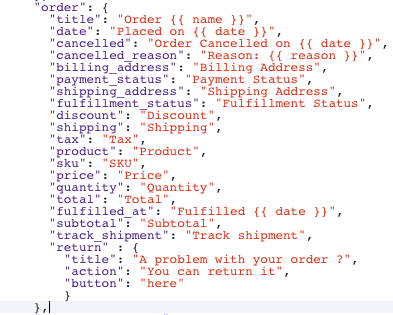 "order": {
"title": "Order {{ name }}",
"date": "Placed on {{ date }}",
"cancelled": "Order Cancelled on {{ date }}",
"cancelled_reason": "Reason: {{ reason }}",
"billing_address": "Billing Address",
"payment_status": "Payment Status",
"shipping_address": "Shipping Address",
"fulfillment_status": "Fulfillment Status",
"discount": "Discount",
"shipping": "Shipping",
"tax": "Tax",
"product": "Product",
"sku": "SKU",
"price": "Price",
"quantity": "Quantity",
"total": "Total",
"fulfilled_at": "Fulfilled {{ date }}",
"subtotal": "Subtotal",
"track_shipment": "Track shipment",
"return" : {
"title": "A problem with your order ?",
"action": "You can return it",
"button": "here"
}
},